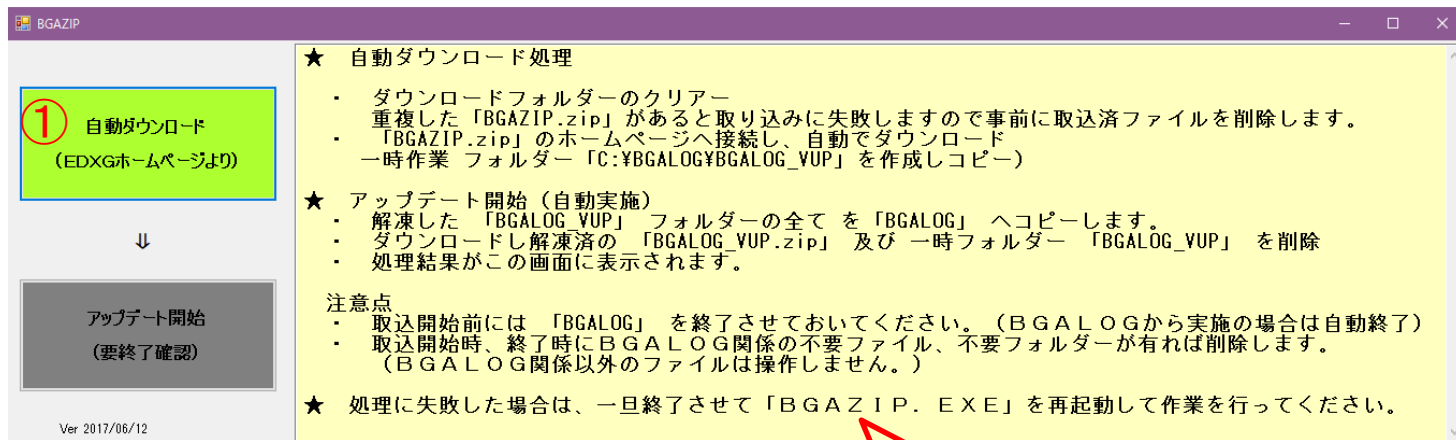 BGAZIP
①
自動ダウンロード
(EDXGホームページより)
⇓
アップデート開始
(要終了確認)
Ver 2017/06/12
★ 自動ダウンロード処理
・ ダウンロードフォルダーのクリアー
重複した「BGAZIP.zip」があると取り込みに失敗しますので事前に取込済ファイルを削除します。
・ 「BGAZIP.zip」のホームページへ接続し、自動でダウンロード
一時作業 フォルダー「C:¥BGALOG¥BGALOG_VUP」を作成しコピー)
★ アップデート開始(自動実施)
・ 解凍した 「BGALOG_VUP」 フォルダーの全て を「BGALOG」 へコピーします。
・ ダウンロードし解凍済の 「BGALOG_VUP.zip」 及び 一時フォルダー 「BGALOG_VUP」 を削除
・ 処理結果がこの画面に表示されます。
注意点
・ 取込開始前には 「BGALOG」 を終了させておいてください。(BGALOGから実施の場合は自動終了)
・ 取込開始時、終了時にBGALOG関係の不要ファイル、不要フォルダーが有れば削除します。
(BGALOG関係以外のファイルは操作しません。)
★ 処理に失敗した場合は、一旦終了させて「BGAZIP.EXE」を再起動して作業を行ってください。